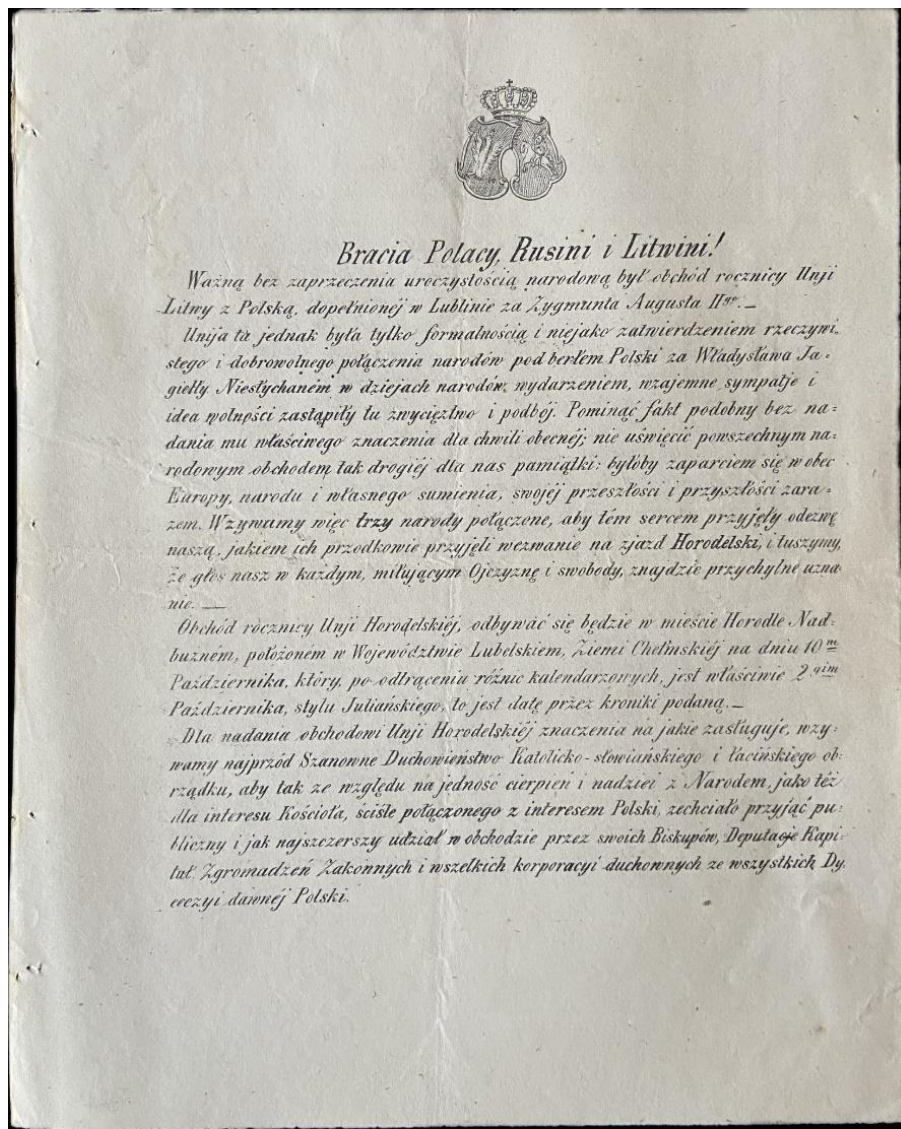 Bracia Polacy, Rusini i Litwini!
Ważną bez zaprzeczenia uroczystością narodową był obchód rocznicy Unji
Litwy z Polską, dopełnionéj w Lublinie za Zygmunta Augusta IIgo.—
Unija ta jednak była tylko formalnością i niejako zatwierdzeniem rzeczywi-
stego i dobrowolnego połączenia narodów pod berłem Polski za Władysława Ja-
giełły. Niesłychaném w dziejach narodów, wydarzeniem, wzajemne sympatje i
idea wolności zastąpiły tu zwycięztwo i podbój. Pominąć fakt podobny bez na=
dania mu właściwego znaczenia dla chwili obecnéj; nie uświęcić powszechnym na=
rodowym obchodem tak drogiéj dla nas pamiątki: byłoby zaparciem się w obec
Europy, narodu i własnego sumienia, swojéj przeszłości i przyszłości zara=
zem. Wzywamy więc trzy narody połączone, aby tém sercem przyjęły odezwę
naszą, jakiem ich przodkowie przyjęli wezwanie na zjazd Horodelski, i tuszymy,
że głos nasz w każdym, miłującym Ojczyznę i swobody, znajdzie przychylne uzna-
nie. —
Obchód rocznicy Unji Horodelskiéj, odbywać się będzie w mieście Horodle Nad-
bużném, położoném w Województwie Lubelskiem, Ziemi Chełmskiéj na dniu 10m
Października, który, po odtrąceniu różnic kalendarzowych, jest właściwie 2gim
Października, stylu Juliańskiego, to jest datę przez kroniki podaną.—
Dla nadania obchodowi Unji Horodelskiéj znaczenia na jakie zasługuje, wzy-
wamy najprzód Szanowne Duchowieństwo Katolicko-słowiańskiego i łacińskiego ob-
rządku, aby tak ze względu na jedność cierpień i nadziei z Narodem, jako téż
dla interesu Kościoła, ściśle połączonego z interesem Polski, zechciało przyjąć pu-
bliczny i jak najszczerszy udział w obchodzie przez swoich Biskupów, Deputacje Kapi-
tuł, Zgromadzeń Zakonnych i wszelkich korporacyi duchownych ze wszystkich Dy.
ecezyi dawnéj Polski.